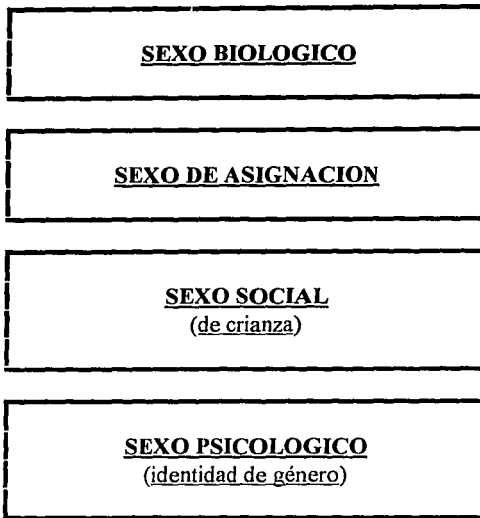 SEXO BIOLOGICO
SEXO DE ASIGNACION
SEXO SOCIAL
(de crianza)
SEXO PSICOLOGICO
(identidad de género)